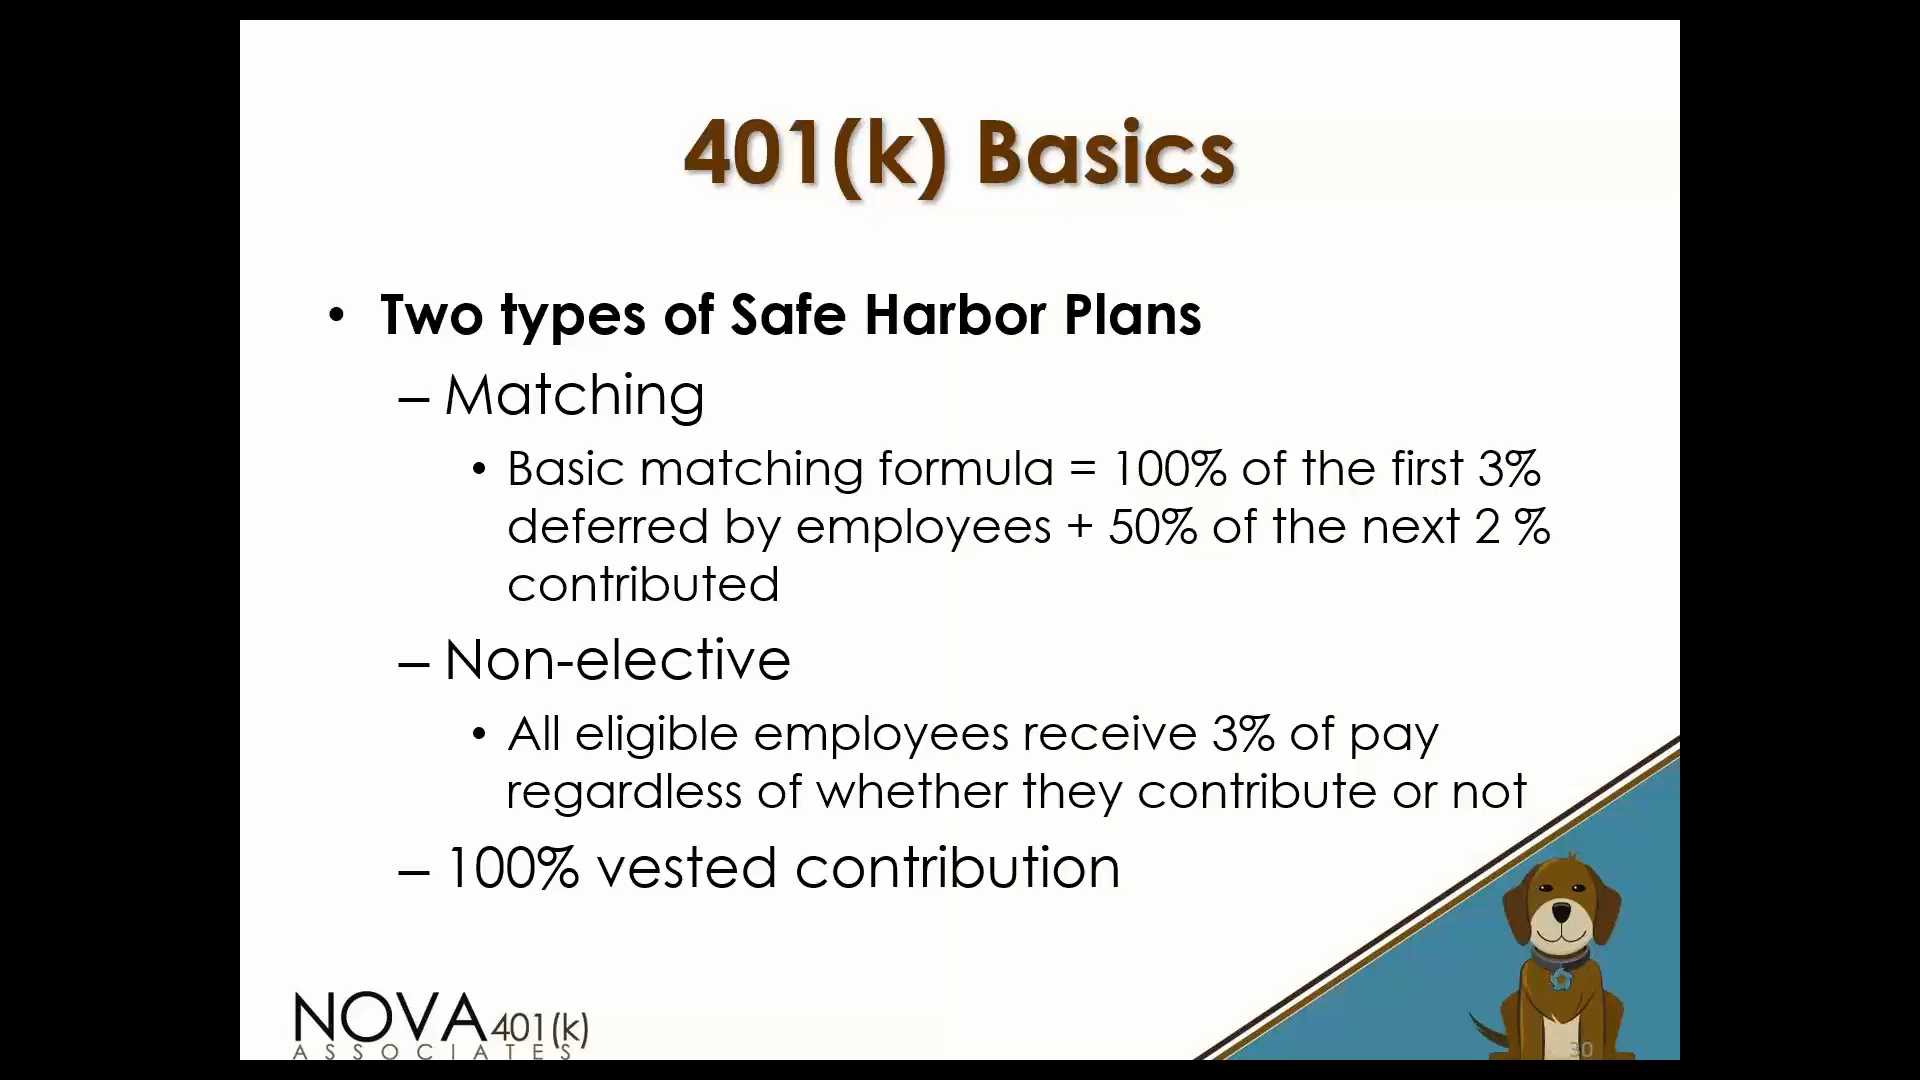 401(k) Basics
• Two types of Safe Harbor Plans
– Matching
• Basic matching formula = 100% of the first 3%
deferred by employees + 50% of the next 2 %
contributed
– Non-elective
• All eligible employees receive 3% of pay
regardless of whether they contribute or not
– 100% vested contribution
NOVA 401(k)
ASSOCIATES
30